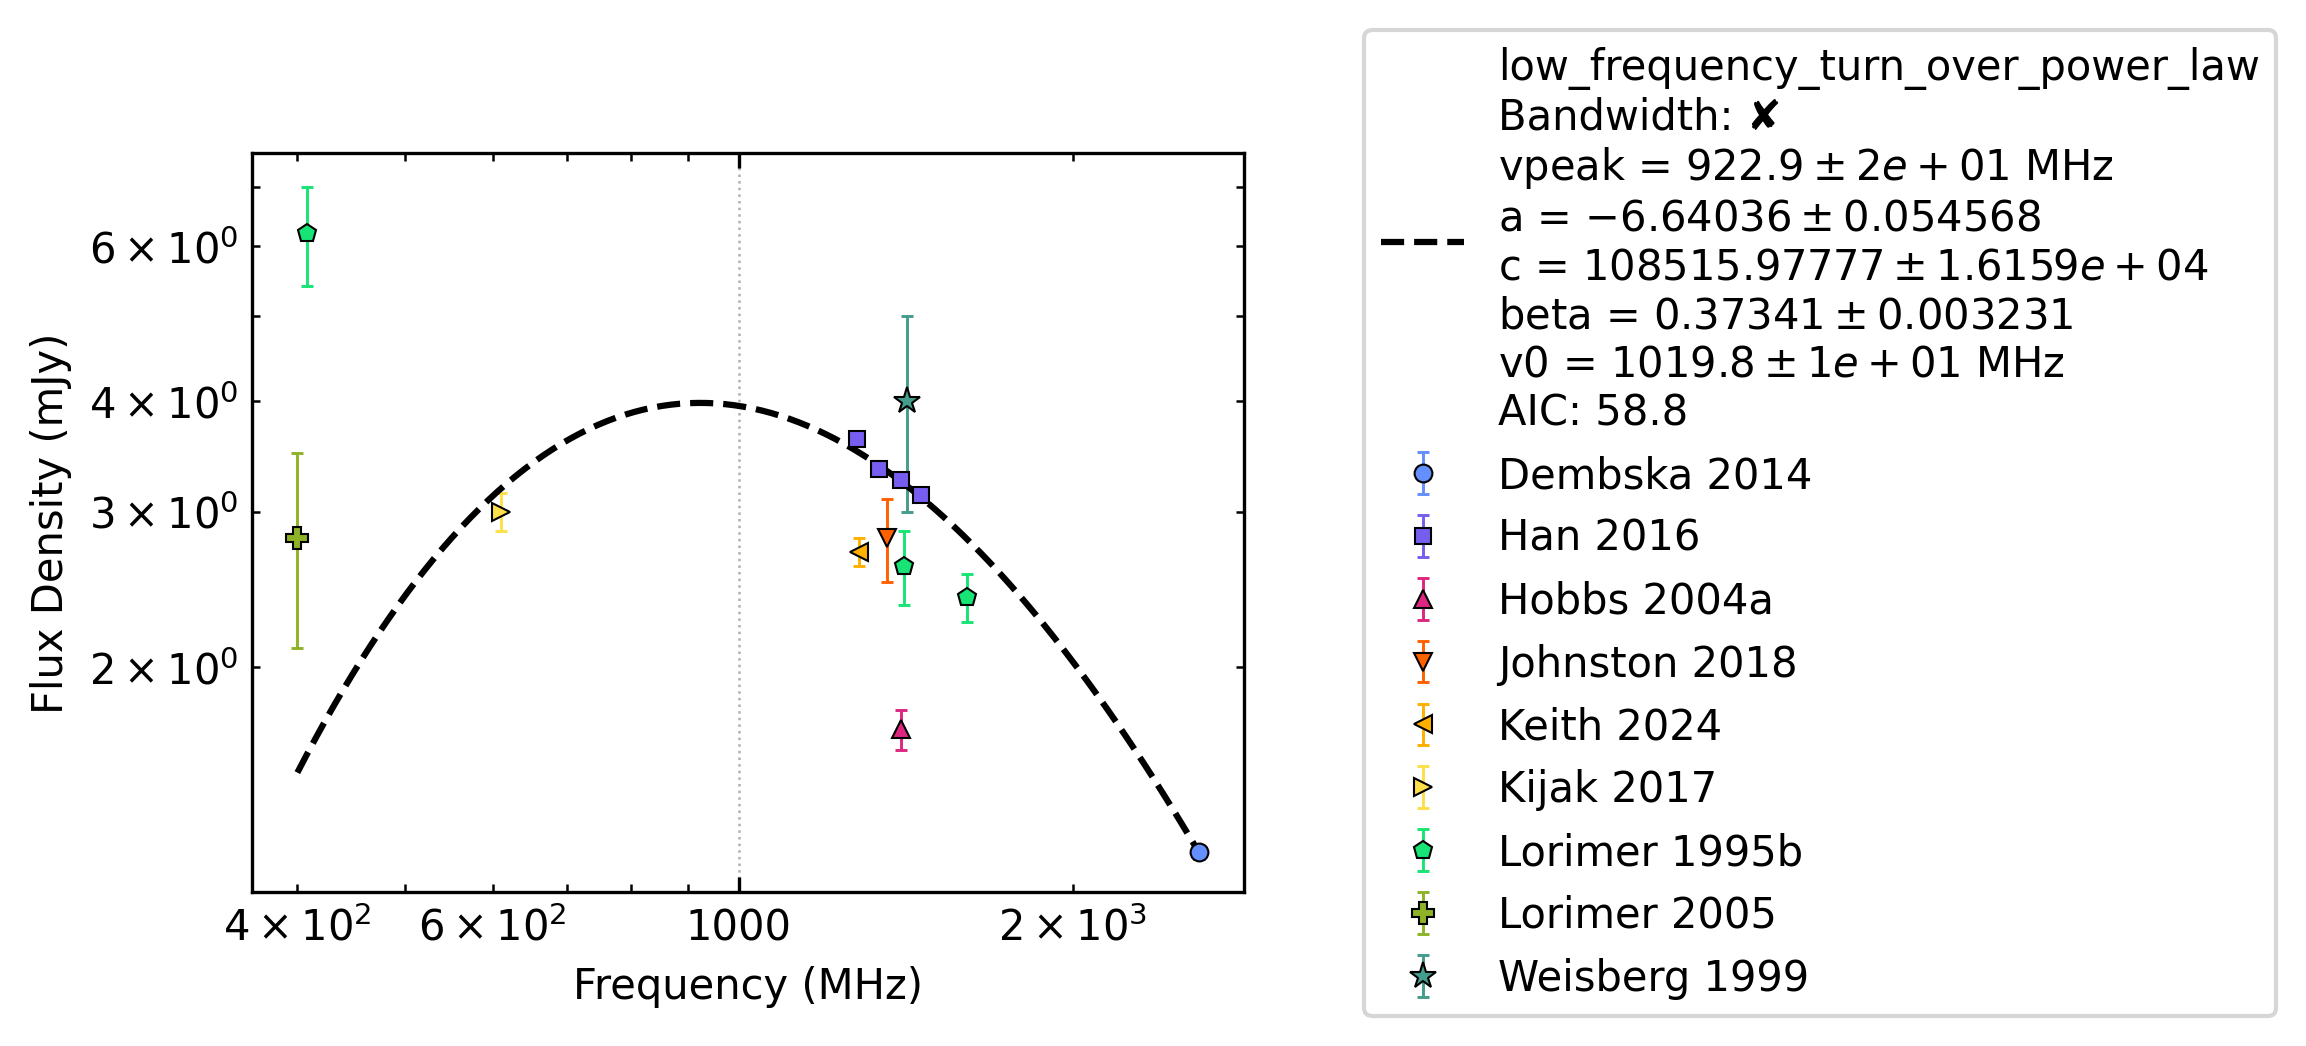 low_frequency_turn_over_power_law
Bandwidth: ✘
vpeak = 922.9 ± 2e + 01 MHz
a = −6.64036 ± 0.054568
c = 108515.97777 ± 1.6159e + 04
beta = 0.37341 ± 0.003231
v0 = 1019.8 ± 1e + 01 MHz
AIC: 58.8
Dembska 2014
Han 2016
Hobbs 2004a
Johnston 2018
Keith 2024
Kijak 2017
Lorimer 1995b
Lorimer 2005
Weisberg 1999
Flux Density (mJy)
6 × 10⁰
4 × 10⁰
3 × 10⁰
2 × 10⁰
4 × 10² 6 × 10² 1000 2 × 10³
Frequency (MHz)